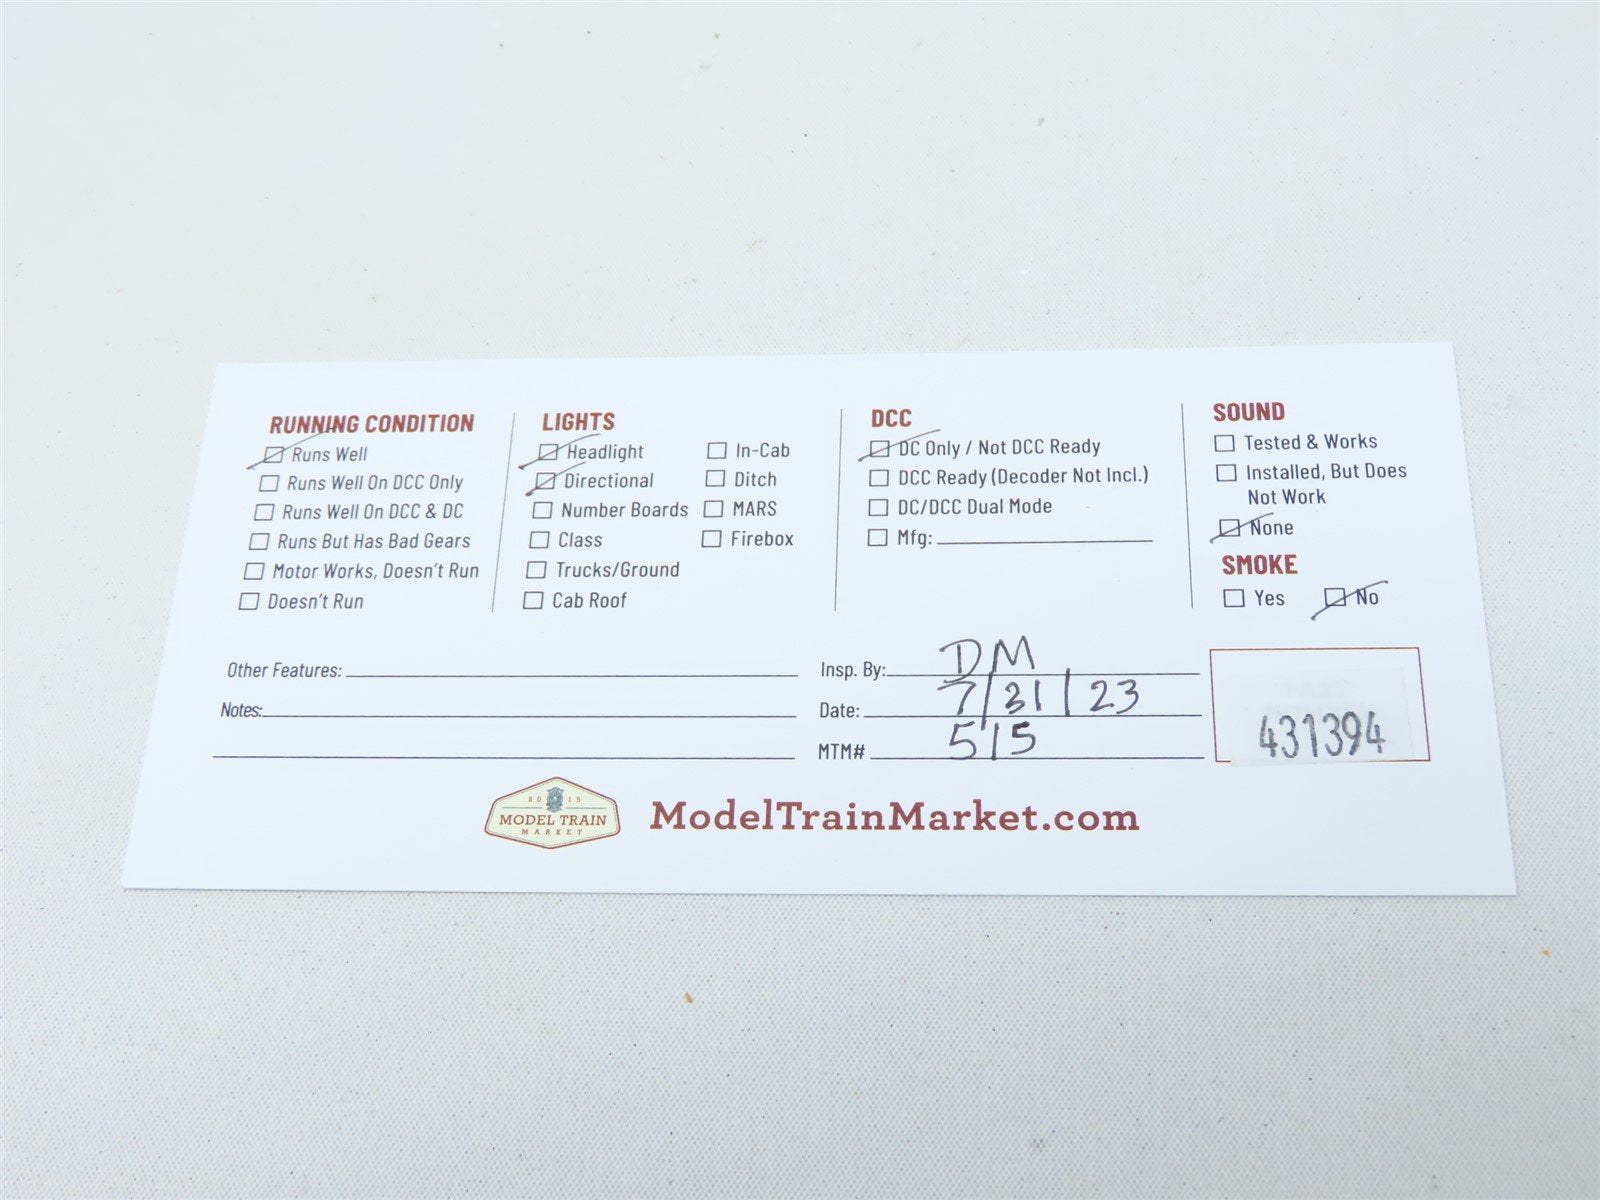 RUNNING CONDITION
Runs Well
Runs Well On DCC Only
Runs Well On DCC & DC
Runs But Has Bad Gears
Motor Works, Doesn't Run
Doesn't Run
LIGHTS
Headlight
Directional
Number Boards
Class
Trucks/Ground
Cab Roof
In-Cab
Ditch
MARS
Firebox
DCC
DC Only / Not DCC Ready
DCC Ready (Decoder Not Incl.)
DC/DCC Dual Mode
Mfg:
SOUND
Tested & Works
Installed, But Does
Not Work
None
SMOKE
Yes No
Other Features:
Notes:
Insp. By: DM
Date: 7/31/23
MTM# 515
431394
2015
MODEL TRAIN
MARKET
ModelTrainMarket.com